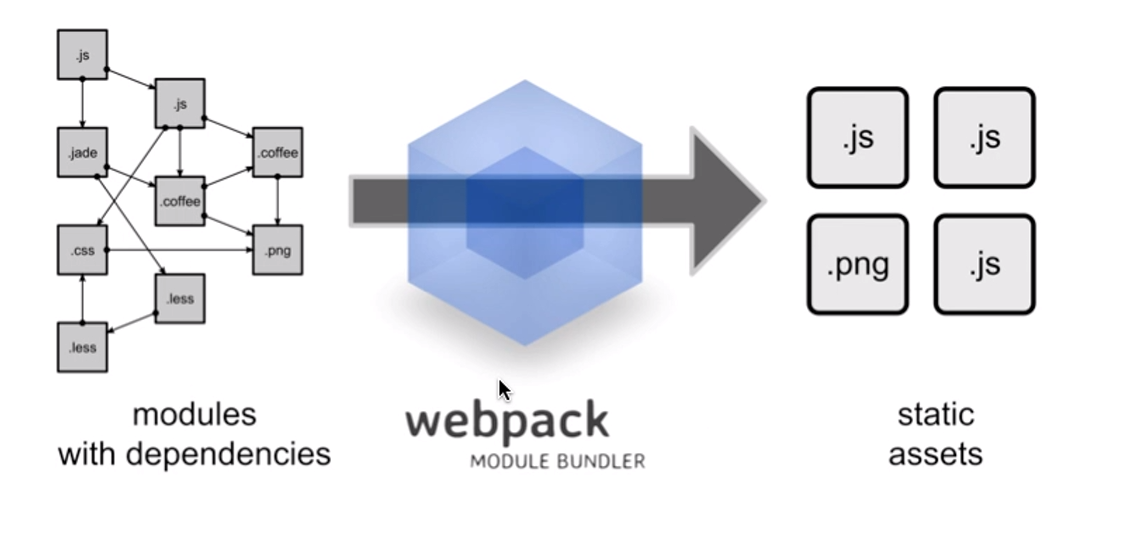 .js
.js
.jade
.coffee
.coffee
.css
.png
.less
.less
modules
with dependencies
webpack
MODULE BUNDLER
.js
.js
.png
.js
static
assets